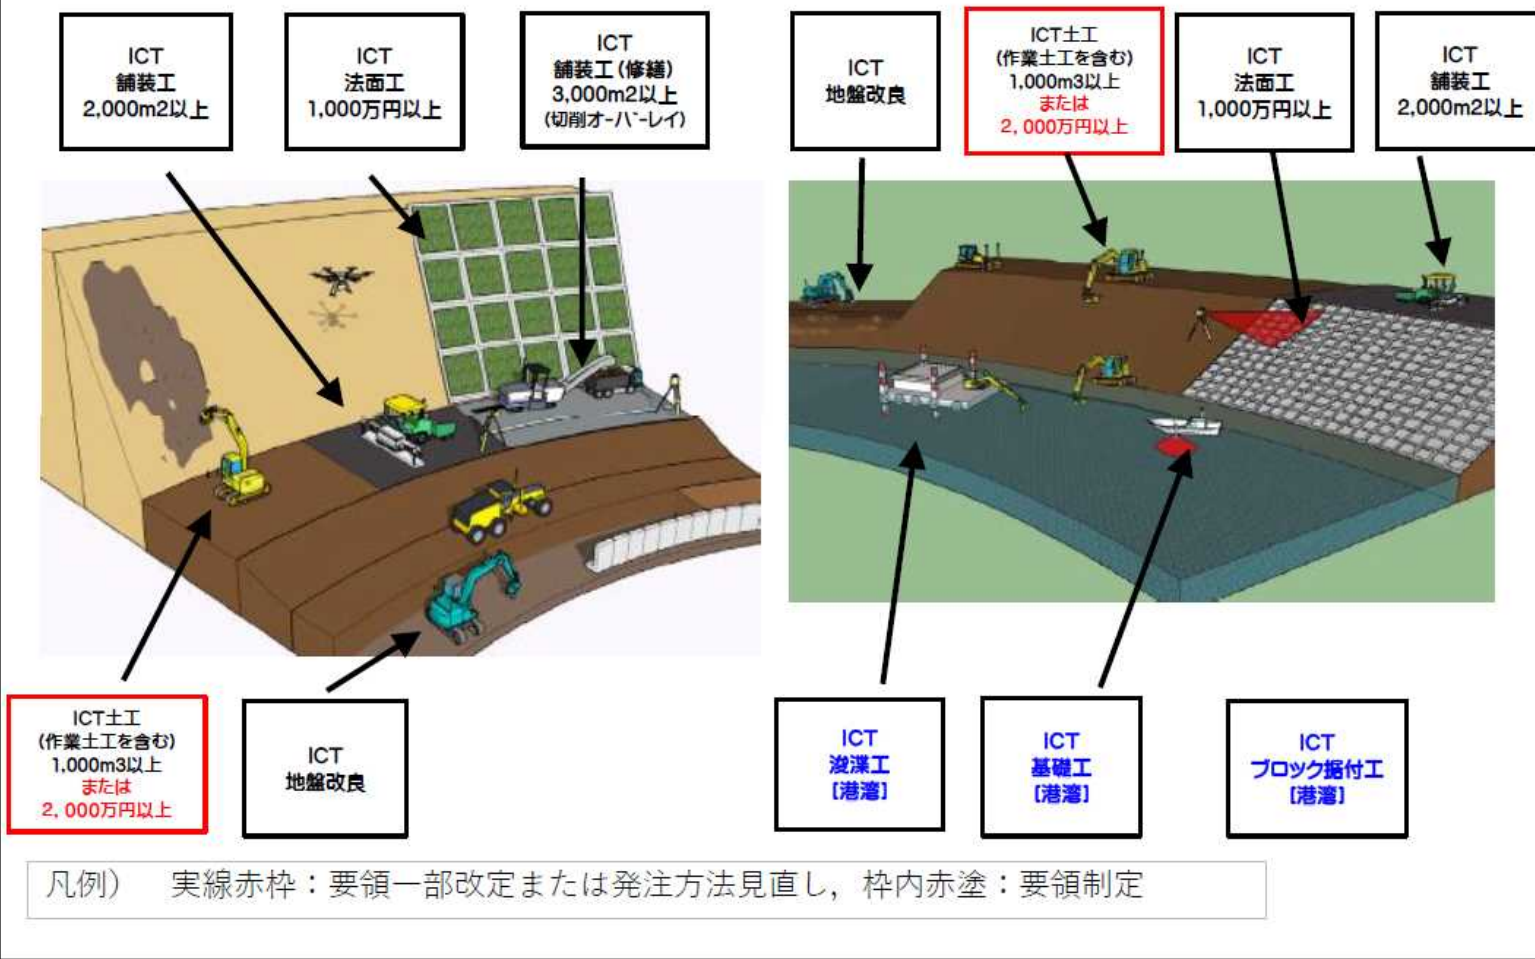 ICT
舗装工
2,000m2以上
ICT
法面工
1,000万円以上
ICT
舗装工(修繕)
3,000m2以上
(切削オーバーレイ)
ICT
地盤改良
ICT土工
(作業土工を含む)
1,000m3以上
または
2,000万円以上
ICT
法面工
1,000万円以上
ICT
舗装工
2,000m2以上
ICT土工
(作業土工を含む)
1,000m3以上
または
2,000万円以上
ICT
地盤改良
ICT
浚渫工
[港湾]
ICT
基礎工
[港湾]
ICT
ブロック据付工
[港湾]
凡例) 実線赤枠：要領一部改定または発注方法見直し，枠内赤塗：要領制定